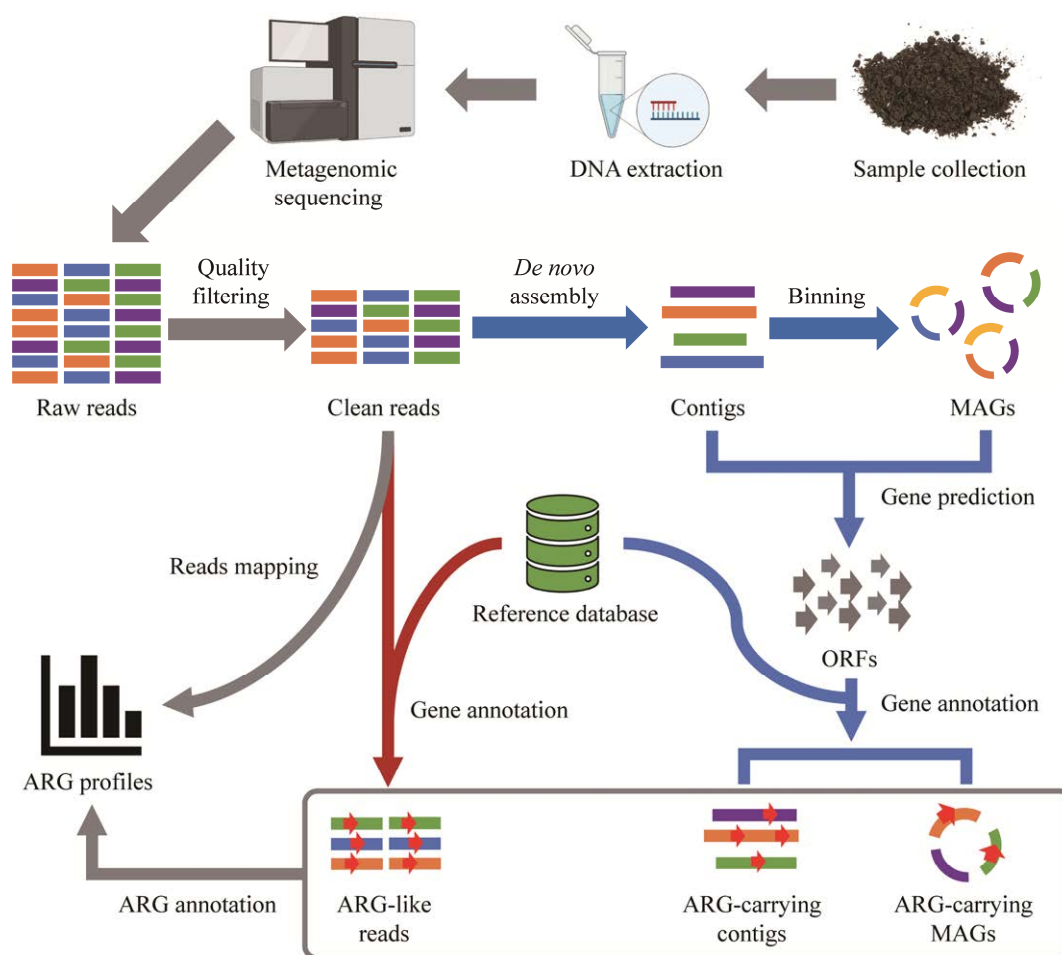 Metagenomic
sequencing
DNA extraction
Sample collection
Quality
filtering
De novo
assembly
Binning
Raw reads
Clean reads
Contigs
MAGs
Gene prediction
Reads mapping
Reference database
ORFs
Gene annotation
Gene annotation
ARG profiles
ARG annotation
ARG-like
reads
ARG-carrying
contigs
ARG-carrying
MAGs